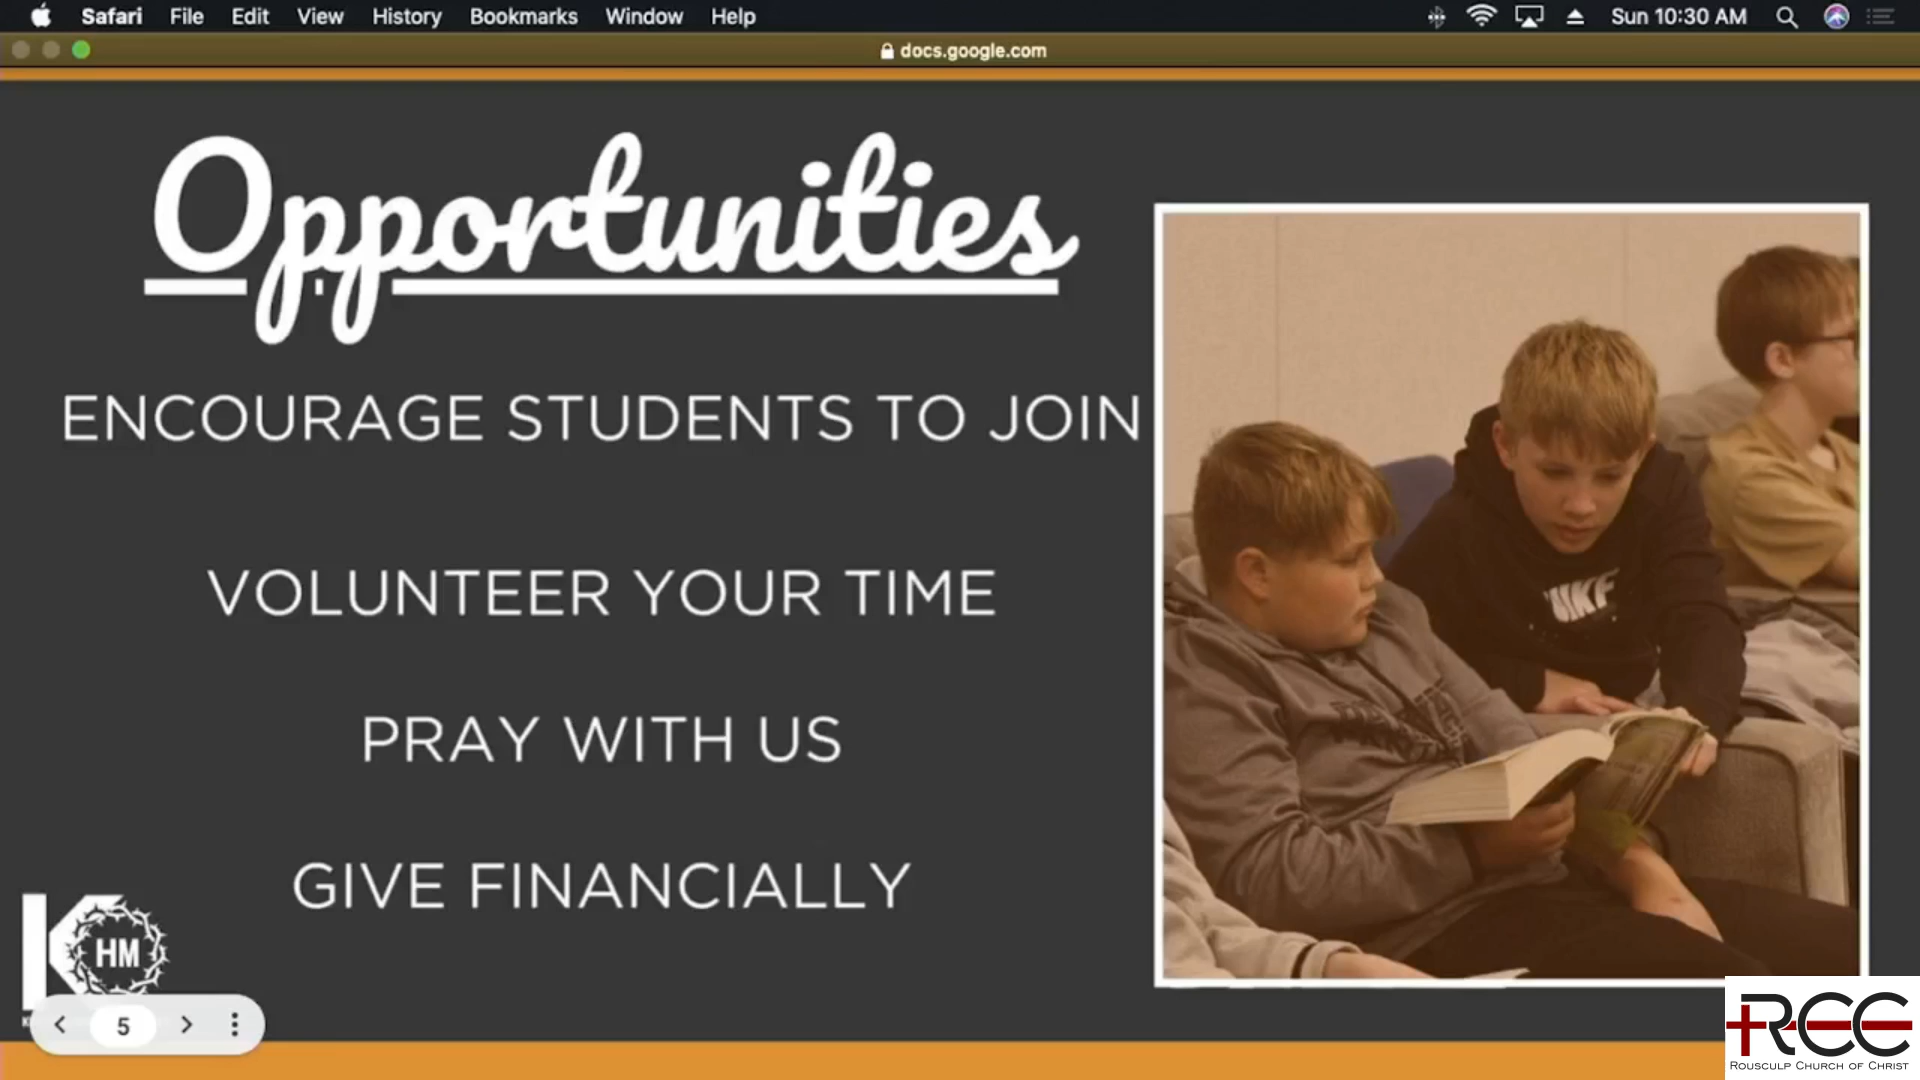 Safari File Edit View History Bookmarks Window Help Sun 10:30 AM
docs.google.com
Opportunities
ENCOURAGE STUDENTS TO JOIN
VOLUNTEER YOUR TIME
PRAY WITH US
GIVE FINANCIALLY
HM
5
RCC
ROUSCULP CHURCH OF CHRIST